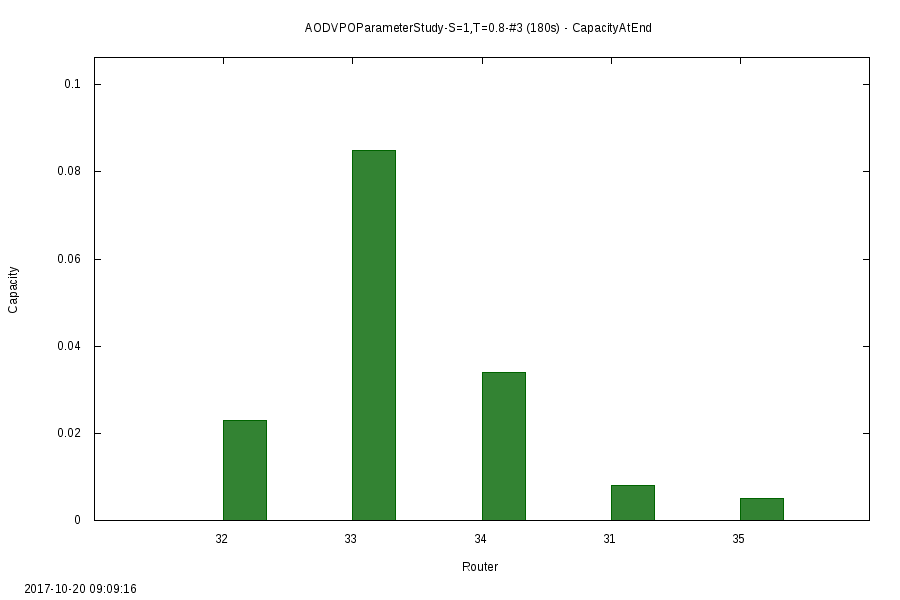 AODVPOParameterStudy-S=1,T=0.8-#3 (180s) - CapacityAtEnd
0.1
0.08
0.06
0.04
0.02
0
Capacity
32 33 34 31 35
Router
2017-10-20 09:09:16